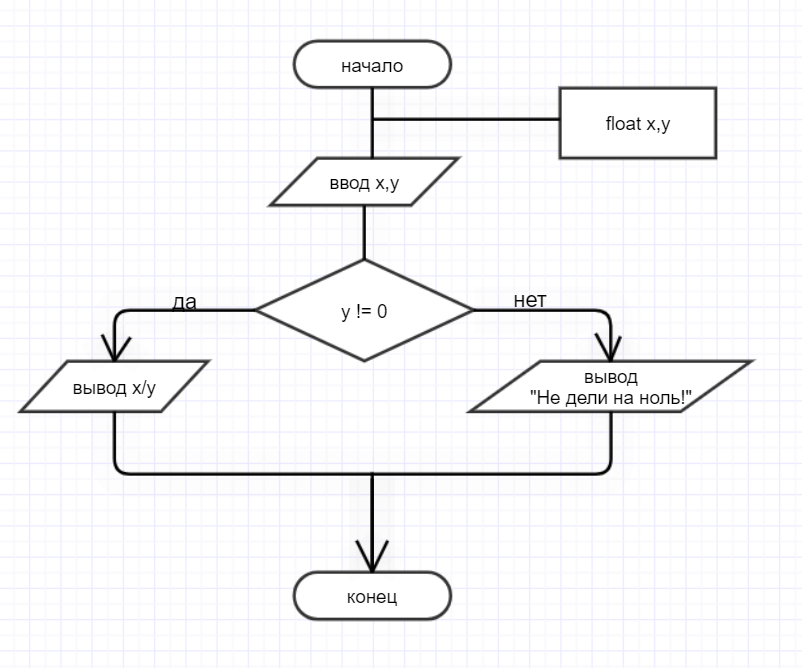 начало
float x,y
ввод x,y
y != 0
да
нет
вывод x/y
вывод
"Не дели на ноль!"
конец